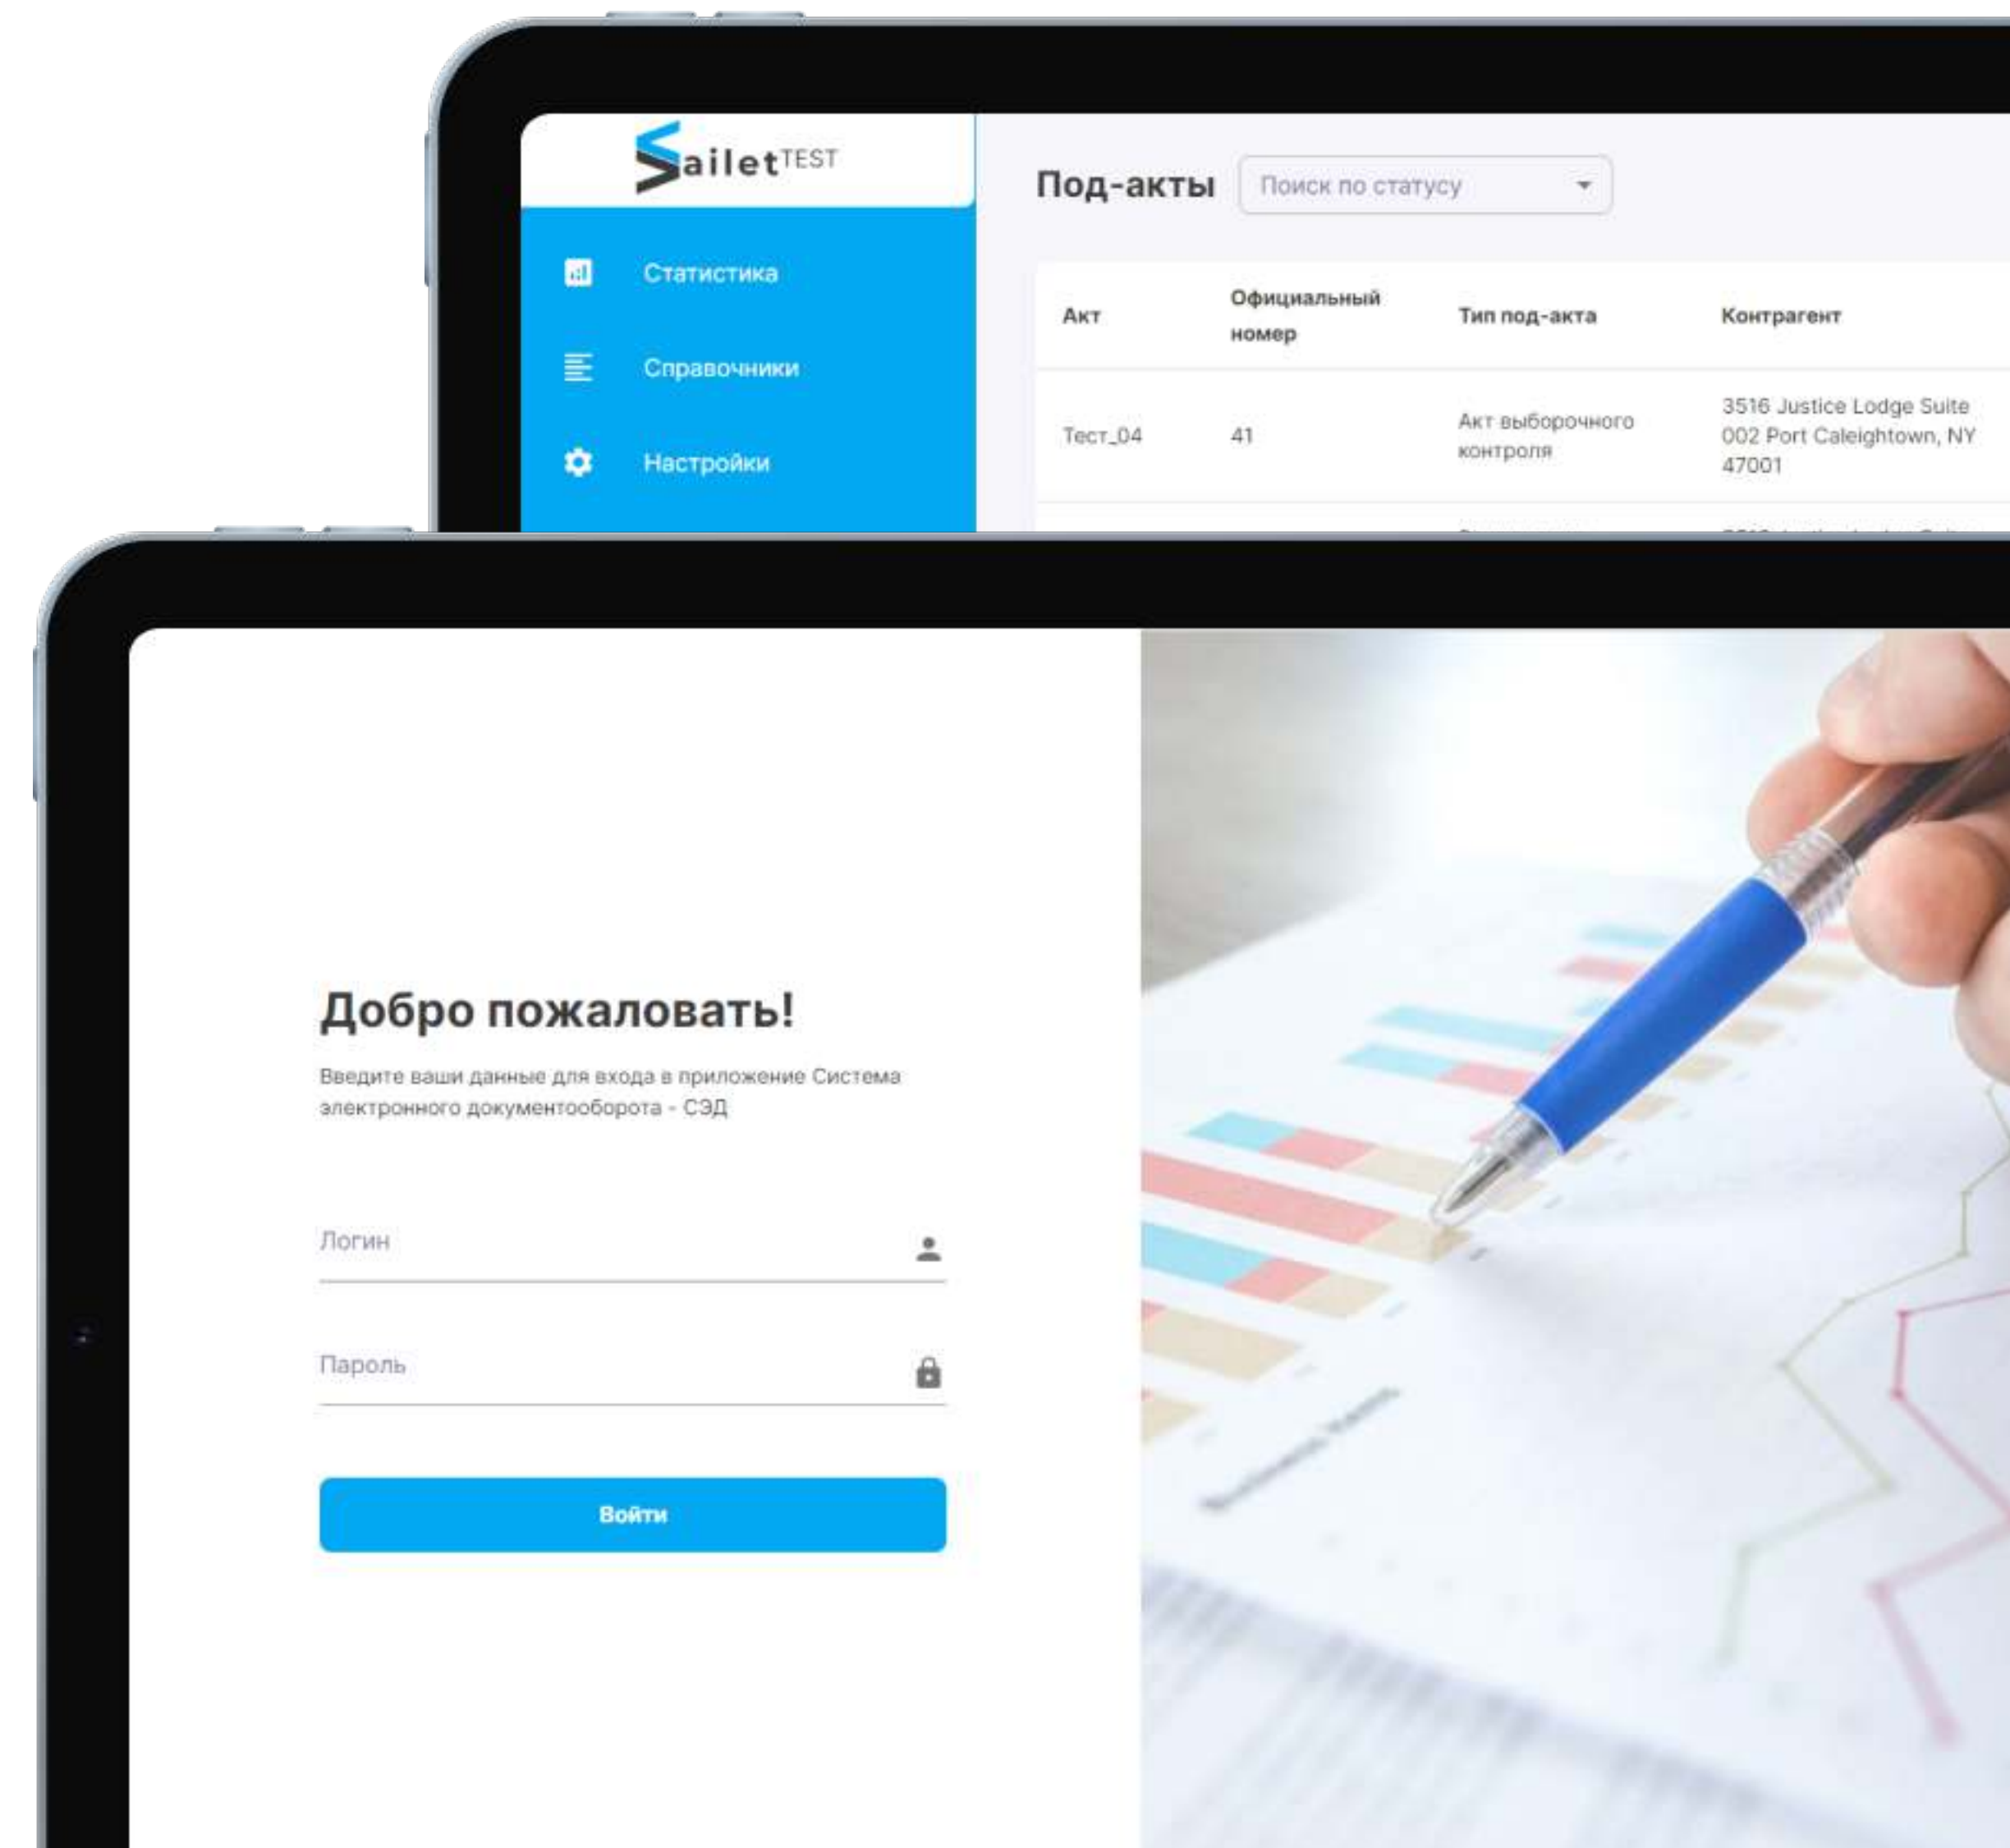 Sailet TEST
Под-акты
Поиск по статусу
Статистика
Справочники
Настройки
Акт
Официальный
номер
Тип под-акта
Контрагент
Тест_04
41
Акт выборочного
контроля
3516 Justice Lodge Suite
002 Port Caleightown, NY
47001
Добро пожаловать!
Введите ваши данные для входа в приложение Система
электронного документооборота - СЭД
Логин
Пароль
Войти